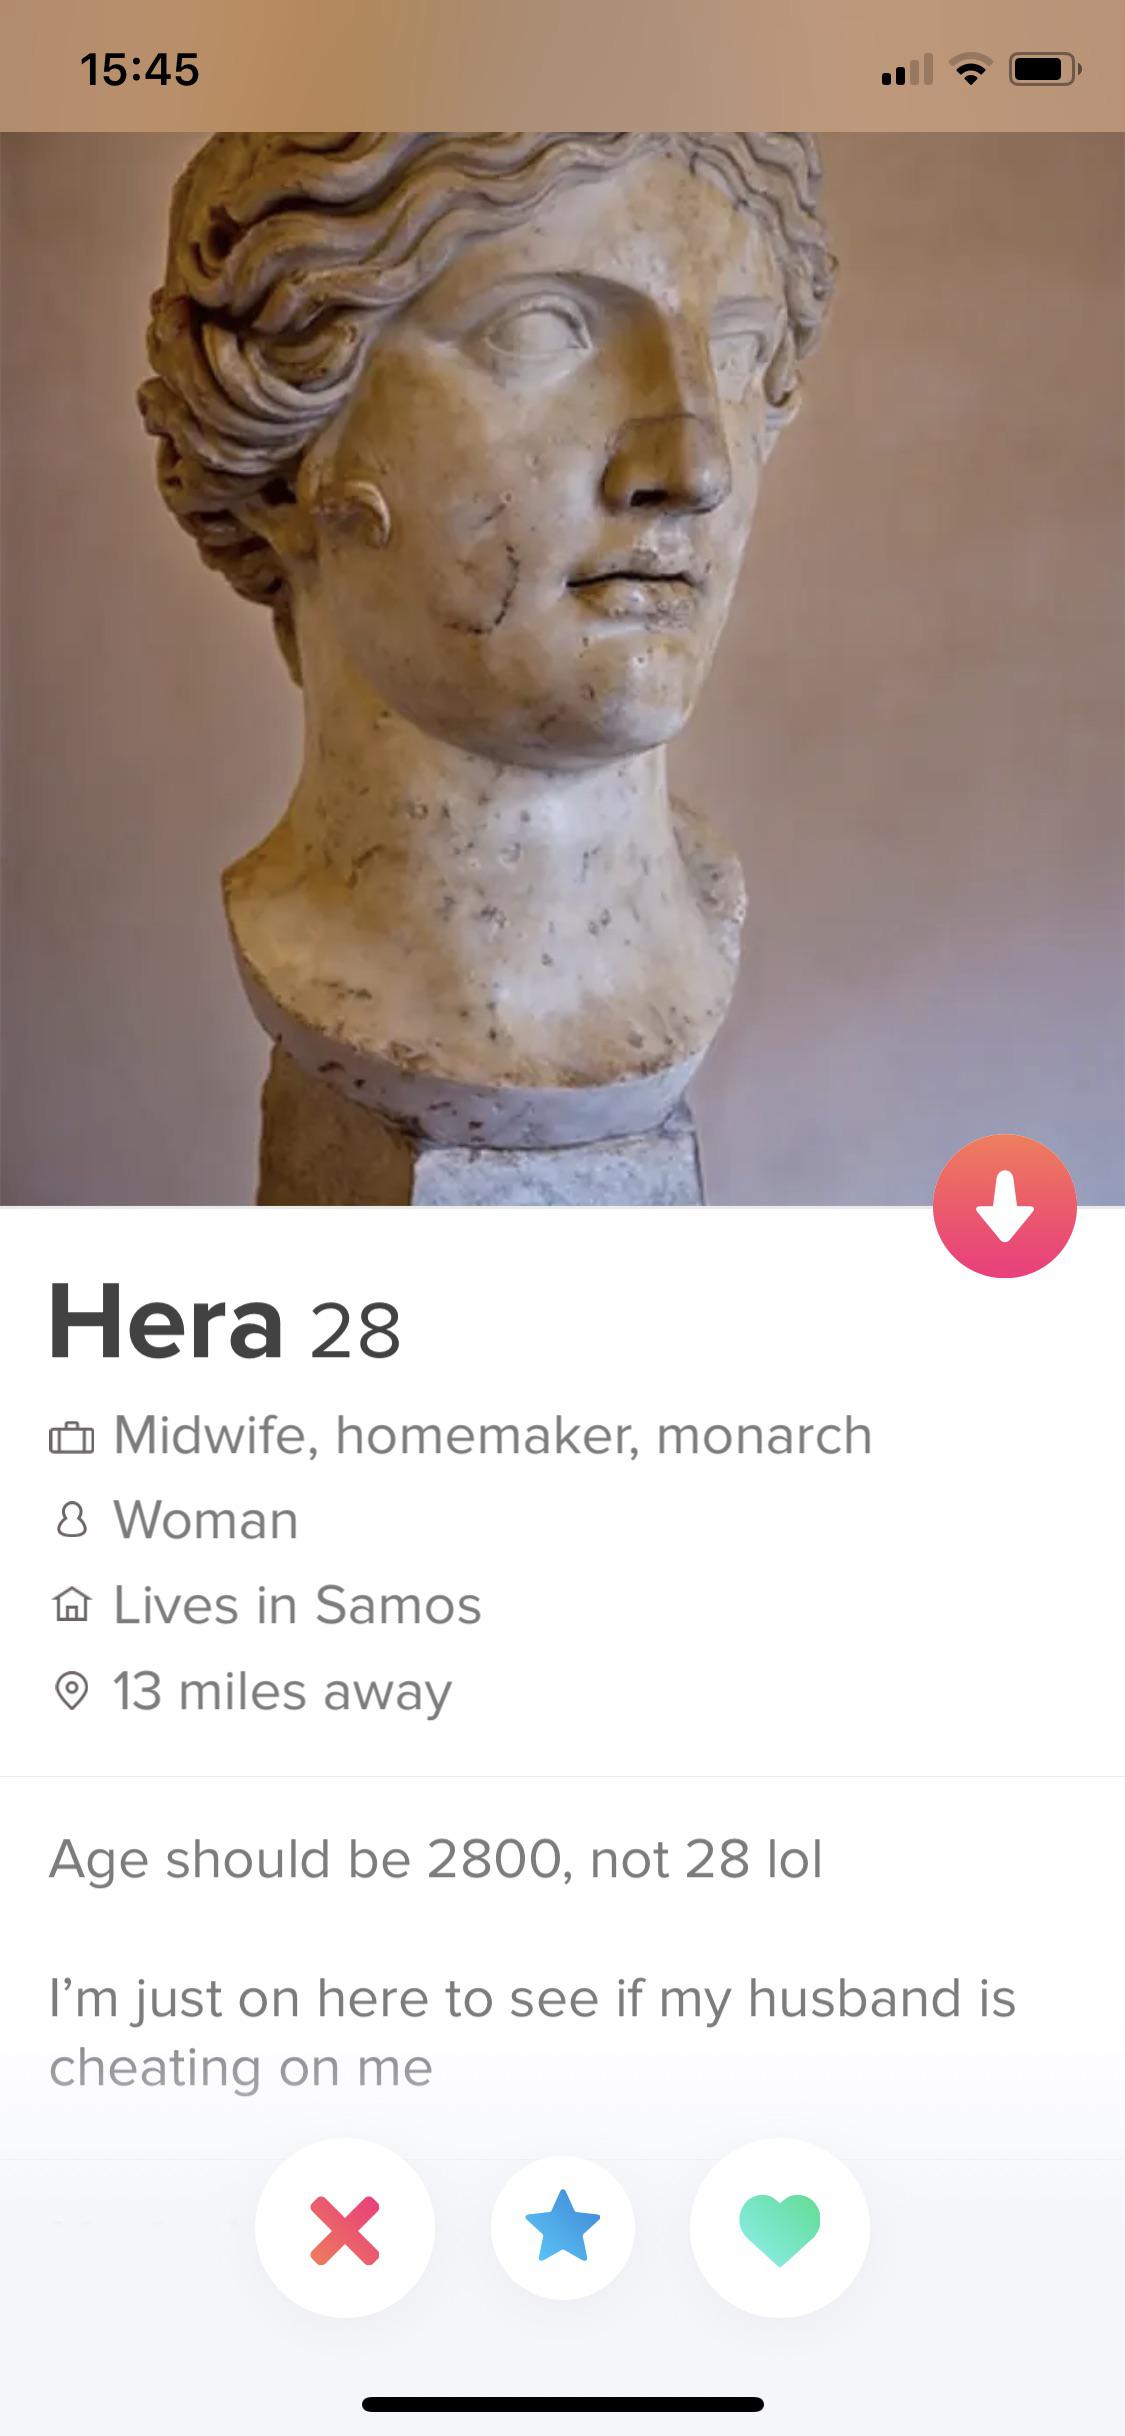 15:45
Hera 28
Midwife, homemaker, monarch
Woman
Lives in Samos
13 miles away
Age should be 2800, not 28 lol
I’m just on here to see if my husband is
cheating on me